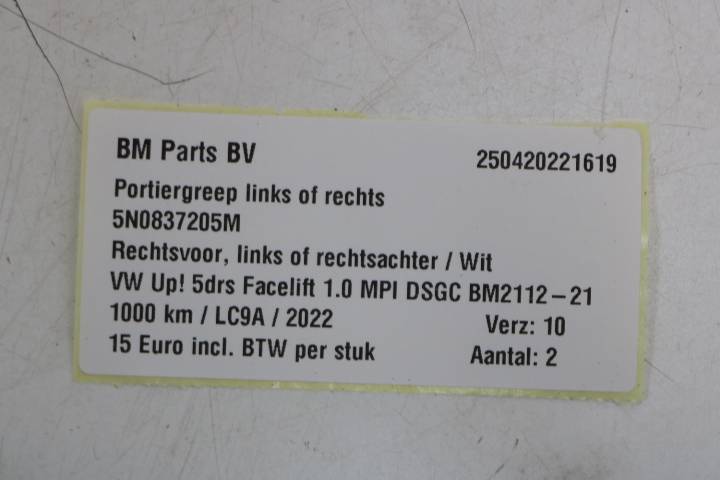 BM Parts BV 250420221619
Portiergreep links of rechts
5N0837205M
Rechtsvoor, links of rechtsachter / Wit
VW Up! 5drs Facelift 1.0 MPI DSGC BM2112-21
1000 km / LC9A / 2022 Verz: 10
15 Euro incl. BTW per stuk Aantal: 2